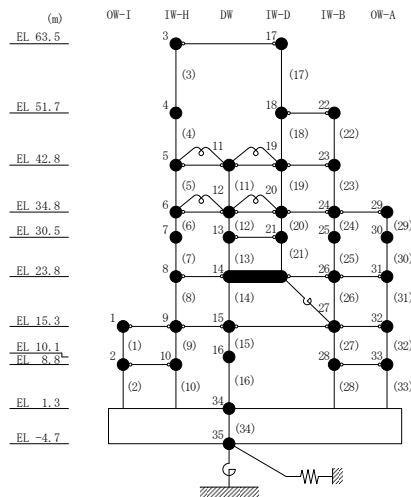 (m) OW-I IW-H DW IW-D IW-B OW-A
EL 63.5 3 17
(3) (17)
EL 51.7 4 18 22
(4) (18) (22)
11 19
EL 42.8 5 23
(5) (11) (19) (23)
12 20
EL 34.8 6 24 29
(6) (12) (20) (24) (29)
EL 30.5 7 13 21 25 30
(7) (13) (21) (25) (30)
EL 23.8 8 14 26 31
(8) (14) (26) (31)
27
EL 15.3 1 9 15 32
(1) (9) (15) (27) (32)
EL 10.1 16
EL 8.8 2 10 28 33
(2) (10) (16) (28) (33)
EL 1.3 34
(34)
EL -4.7 35